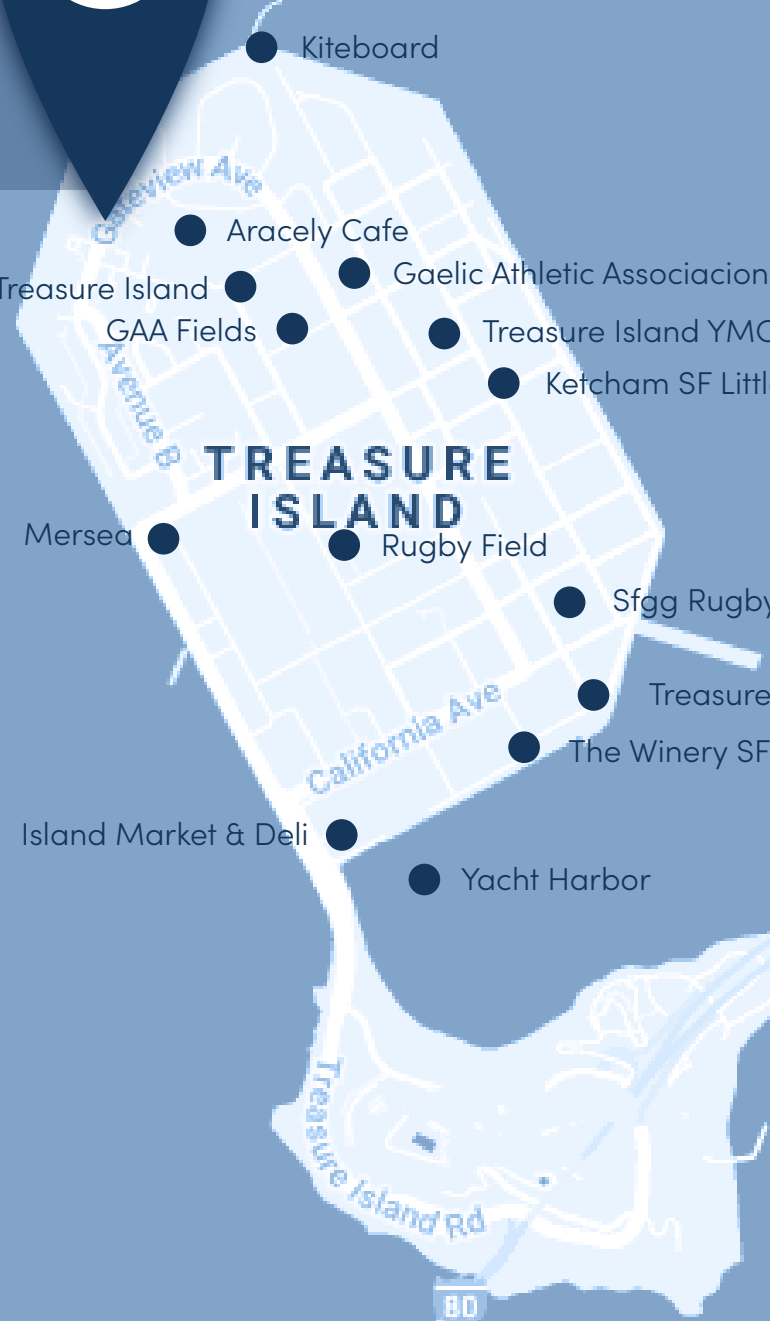 Kiteboard
Gateview Ave
Aracely Cafe
Gaelic Athletic Associacion
Treasure Island
GAA Fields
Treasure Island YMC
Avenue B
Ketcham SF Littl
TREASURE
ISLAND
Mersea
Rugby Field
Sfgg Rugby
Treasure
California Ave
The Winery SF
Island Market & Deli
Yacht Harbor
Treasure Island Rd
80